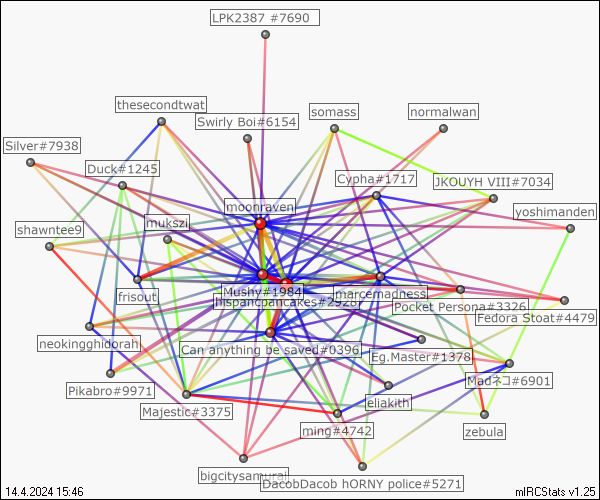 LPK2387 #7690
thesecondtwat
somass
normalwan
Swirly Boi#6154
Silver#7938
Duck#1245
Cypha#1717
JKOUYH VIII#7034
moonraven
yoshimanden
mukszi
shawntee9
frisout
Mushy#1984
marcemadness
hispancpancakes#2928
Pocket Persona#3326
Fedora Stoat#4479
neokingghidorah
Can anything be saved#0396
Eg.Master#1378
Pikabro#9971
Madネコ#6901
eliakith
Majestic#3375
ming#4742
zebula
bigcitysamurai
DacobDacob hORNY police#5271
14.4.2024 15:46
mIRCStats v1.25